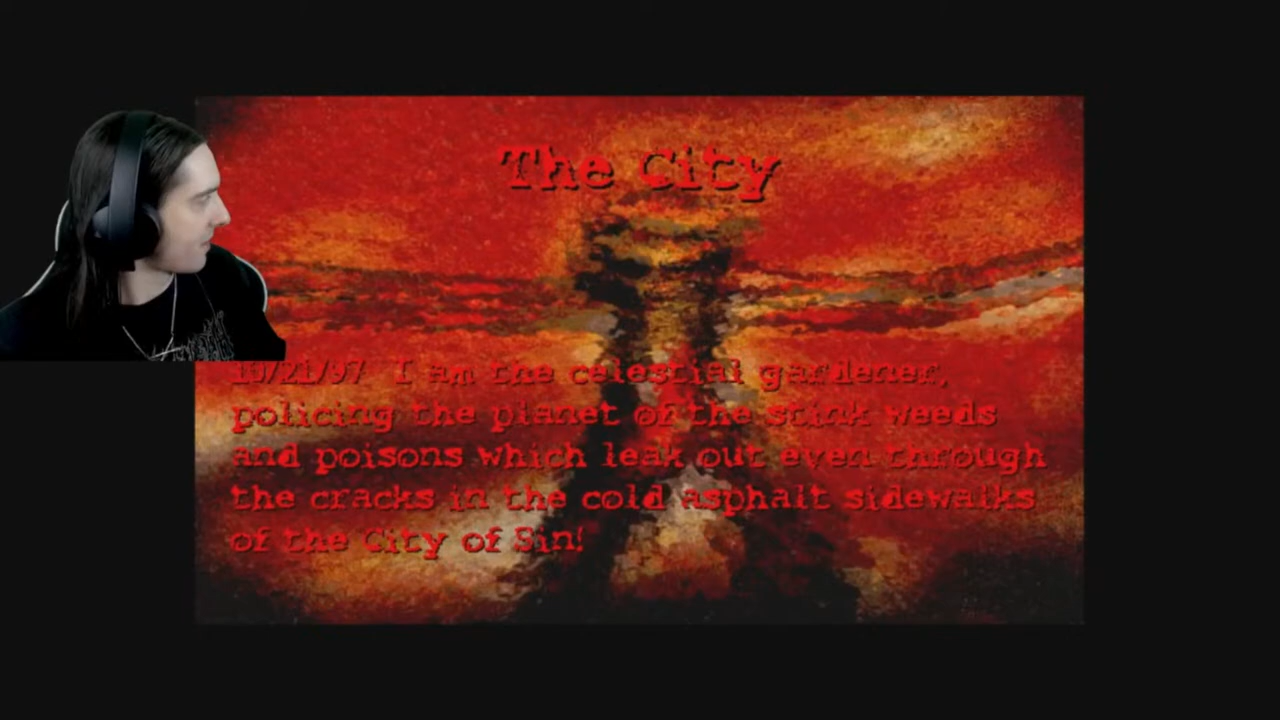 The City
10/21/97 I am the celestial gardener,
policing the planet of the stink weeds
and poisons which leak out even through
the cracks in the cold asphalt sidewalks
of the City of Sin!